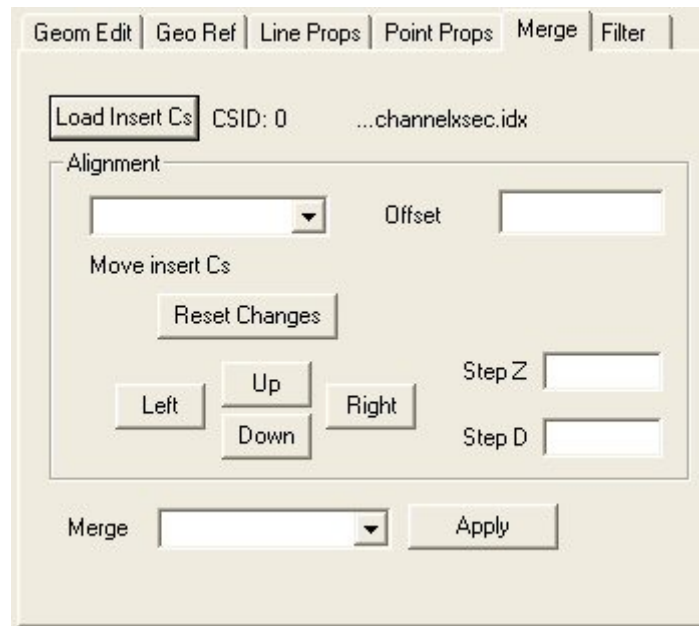 Geom Edit Geo Ref Line Props Point Props Merge Filter
Load Insert Cs CSID: 0 ...channelxsec.idx
Alignment
Offset
Move insert Cs
Reset Changes
Step Z
Left Up Right
Down Step D
Merge Apply